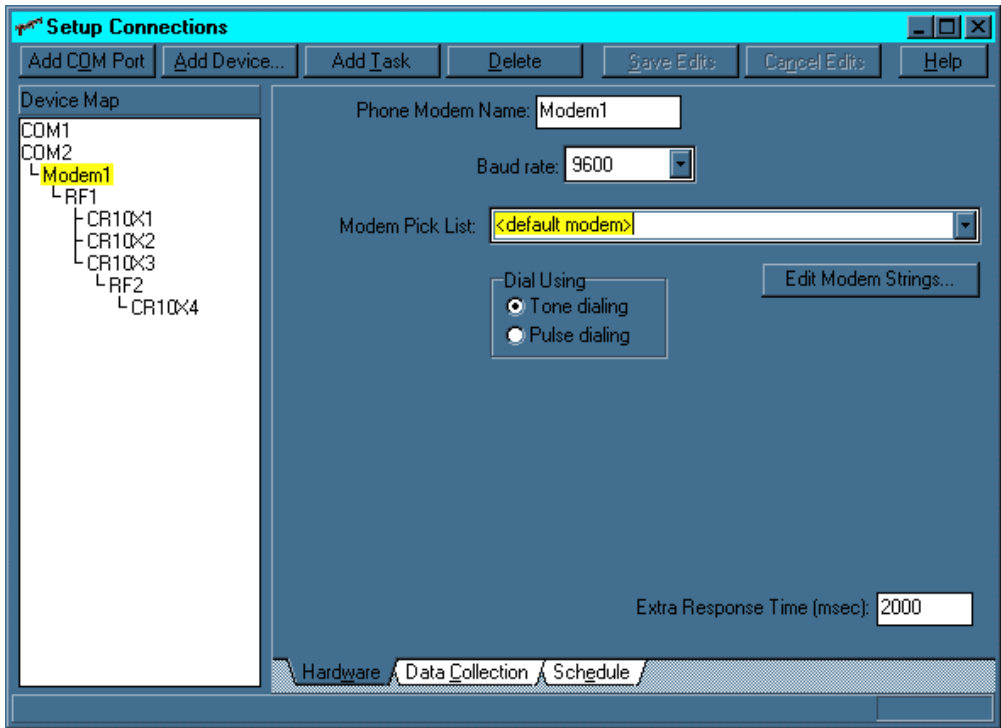 Setup Connections
Add COM Port Add Device... Add Task Delete Save Edits Cancel Edits Help
Device Map
COM1
COM2
Modem1
RF1
CR10X1
CR10X2
CR10X3
RF2
CR10X4
Phone Modem Name: Modem1
Baud rate: 9600
Modem Pick List: <default modem>
Dial Using
Tone dialing
Pulse dialing
Edit Modem Strings...
Extra Response Time (msec): 2000
Hardware Data Collection Schedule